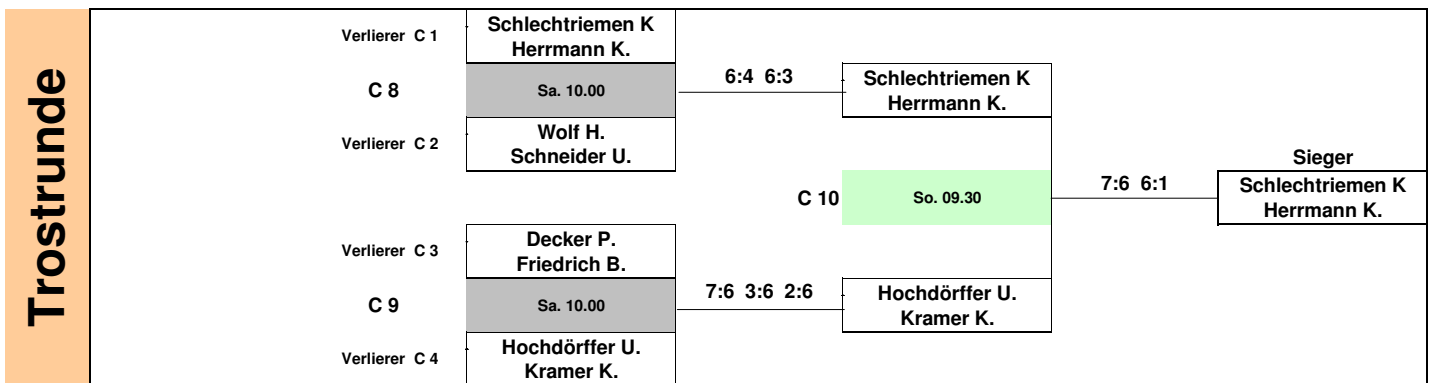 Trostrunde
Verlierer C 1
Schlechtriemen K
Herrmann K.
C 8
Sa. 10.00
6:4 6:3
Schlechtriemen K
Herrmann K.
Verlierer C 2
Wolf H.
Schneider U.
C 10
So. 09.30
7:6 6:1
Sieger
Schlechtriemen K
Herrmann K.
Verlierer C 3
Decker P.
Friedrich B.
C 9
Sa. 10.00
7:6 3:6 2:6
Hochdörffer U.
Kramer K.
Verlierer C 4
Hochdörffer U.
Kramer K.